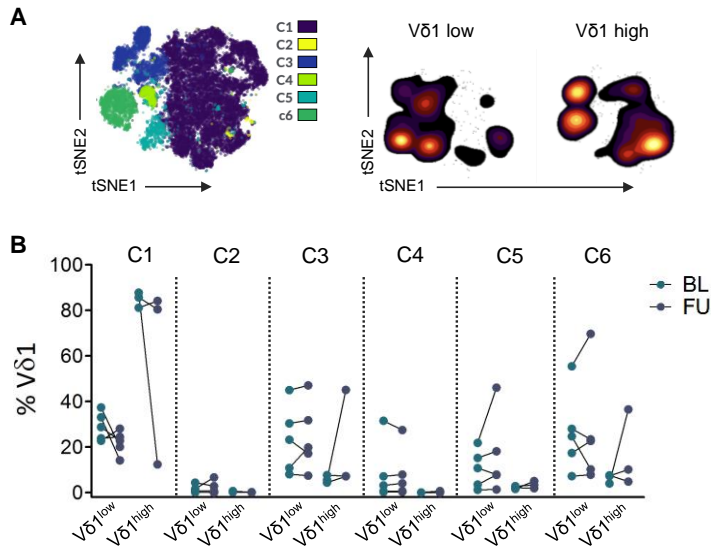 A
C1
C2
C3
C4
C5
c6
tSNE2
tSNE1
Vδ1 low
Vδ1 high
tSNE2
tSNE1
B
C1 C2 C3 C4 C5 C6
% Vδ1
100
80
60
40
20
0
BL
FU
Vδ1low Vδ1high Vδ1low Vδ1high Vδ1low Vδ1high Vδ1low Vδ1high Vδ1low Vδ1high Vδ1low Vδ1high